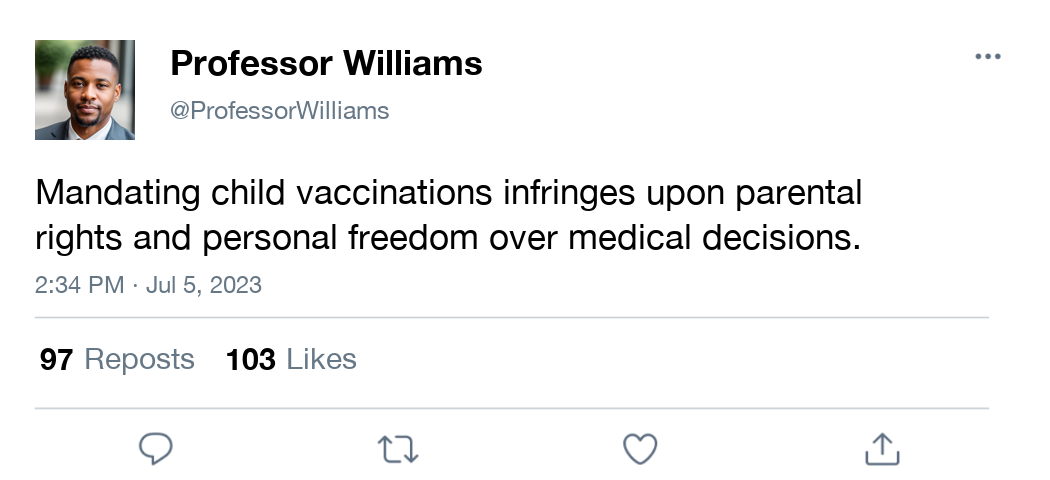 Professor Williams
@ProfessorWilliams
Mandating child vaccinations infringes upon parental
rights and personal freedom over medical decisions.
2:34 PM · Jul 5, 2023
97 Reposts 103 Likes